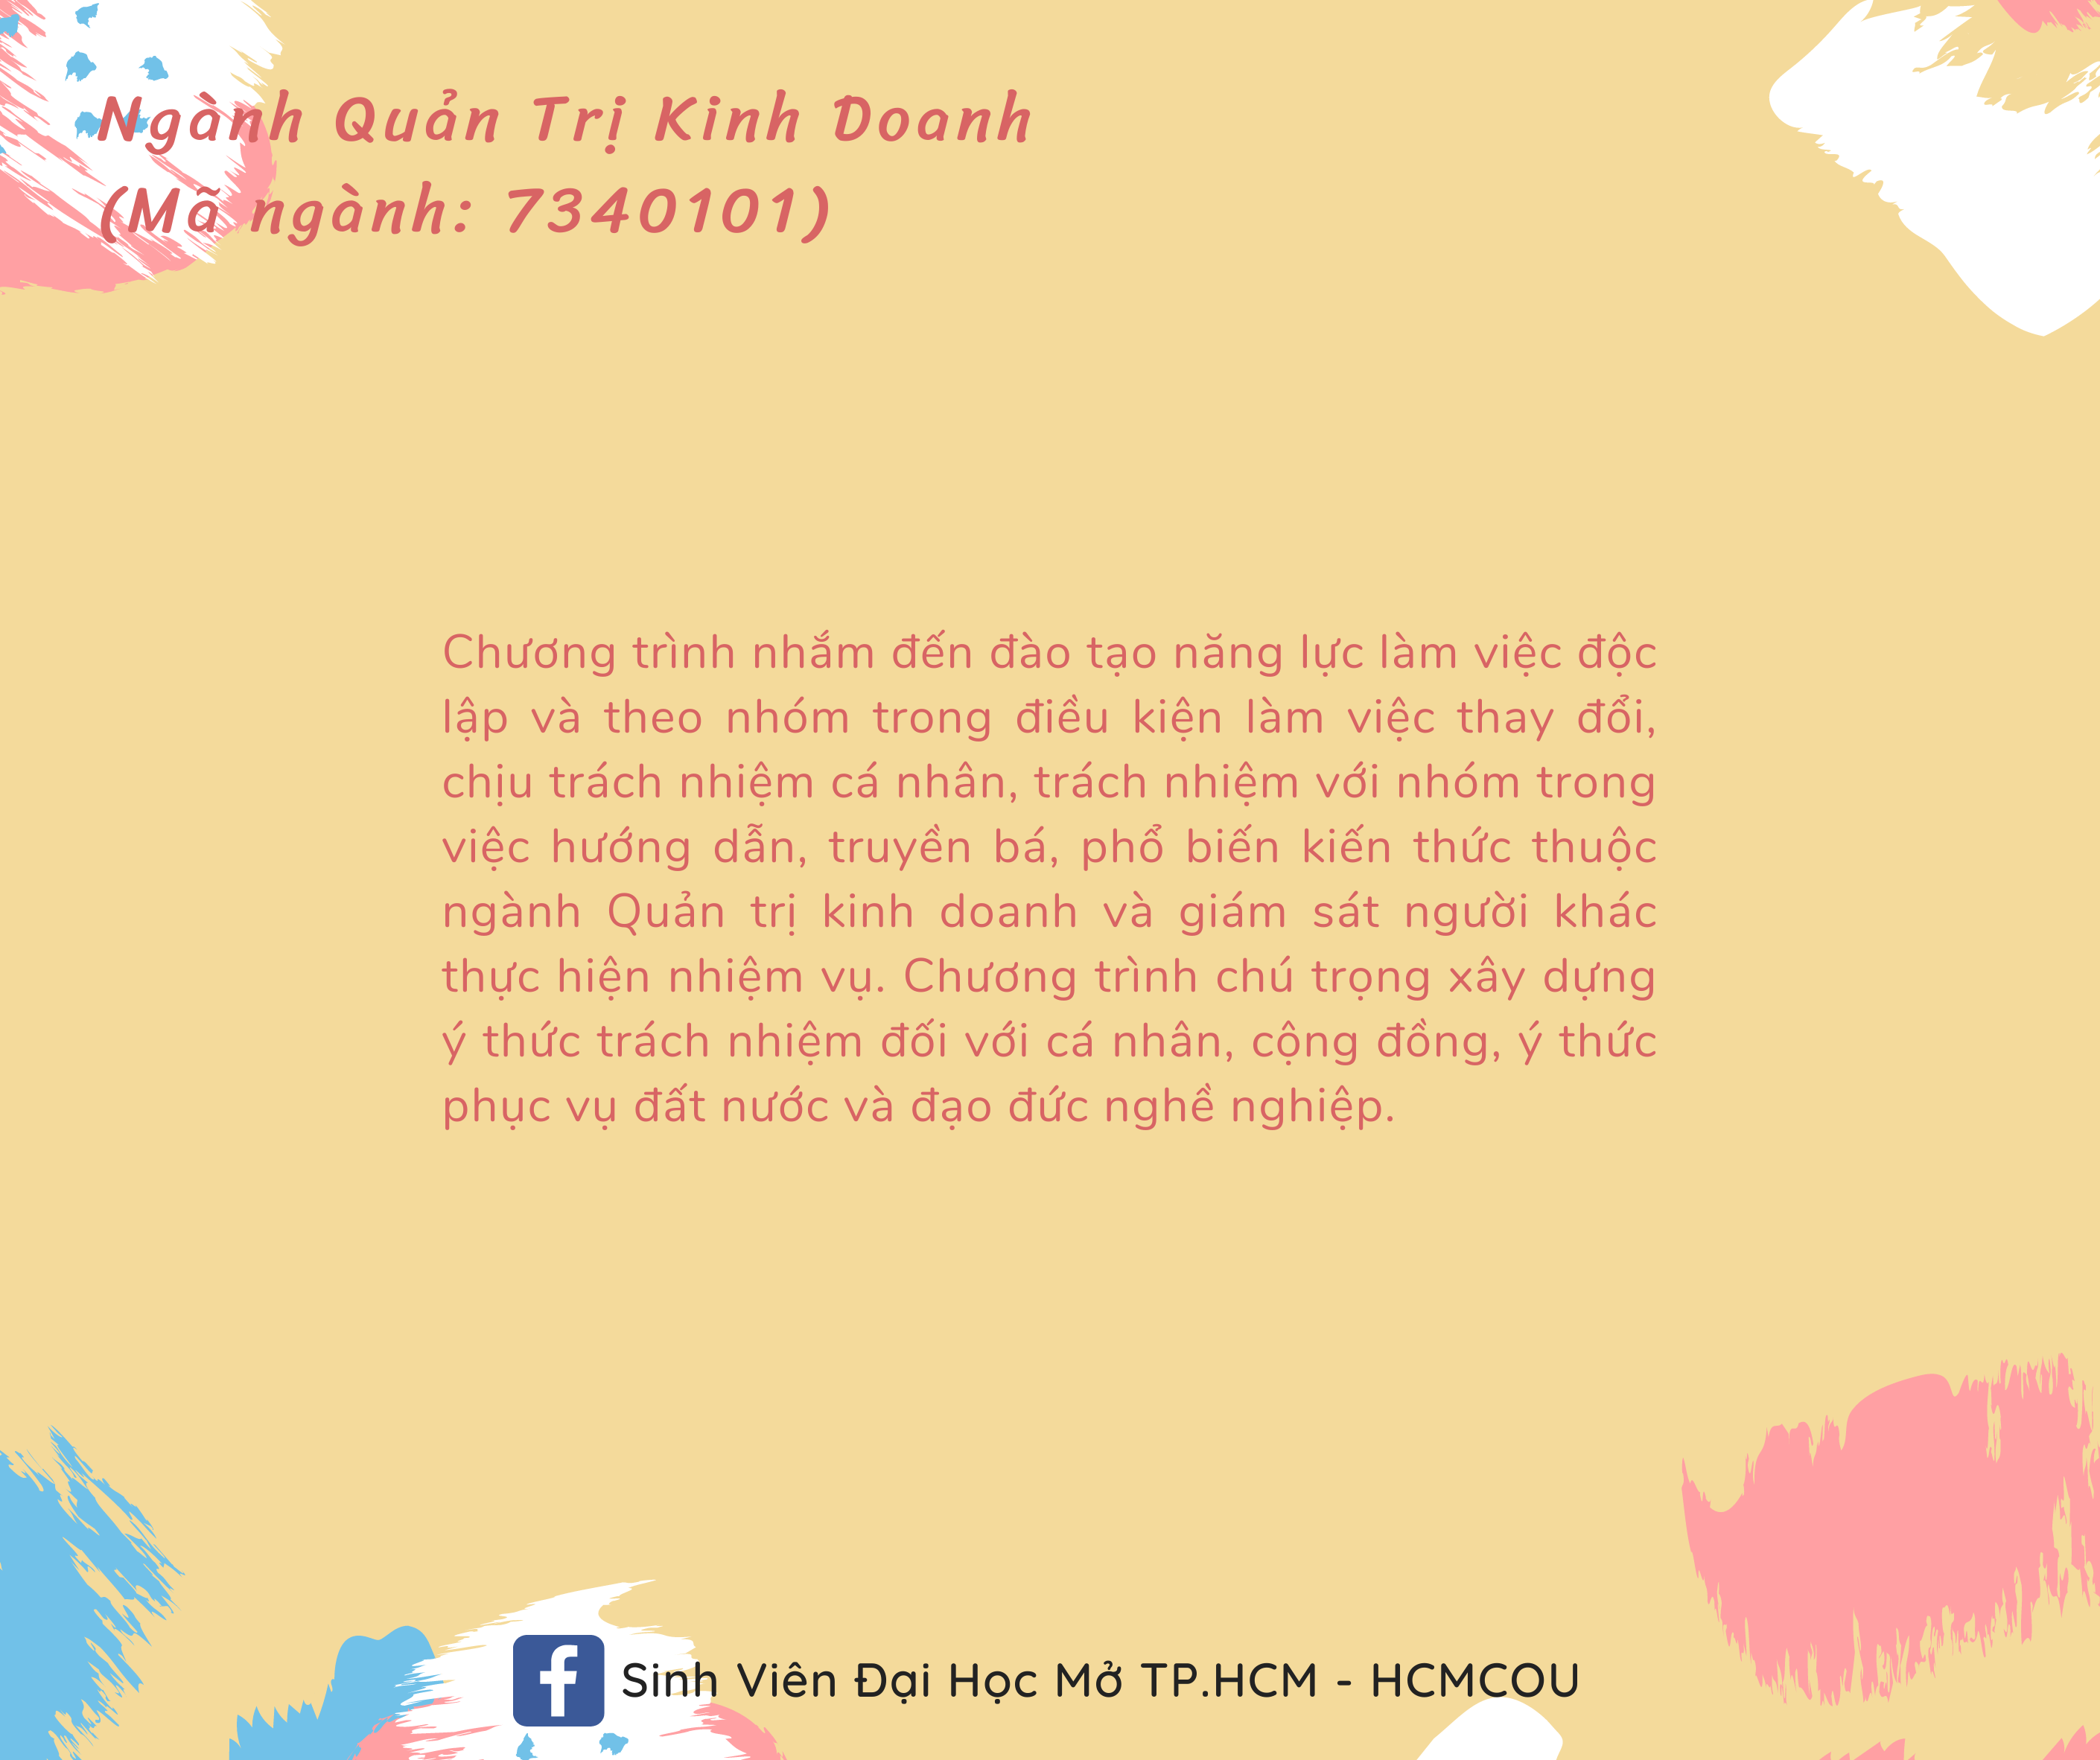 Ngành Quản Trị Kinh Doanh
(Mã ngành: 7340101)
Chương trình nhắm đến đào tạo năng lực làm việc độc
lập và theo nhóm trong điều kiện làm việc thay đổi,
chịu trách nhiệm cá nhân, trách nhiệm với nhóm trong
việc hướng dẫn, truyền bá, phổ biến kiến thức thuộc
ngành Quản trị kinh doanh và giám sát người khác
thực hiện nhiệm vụ. Chương trình chú trọng xây dựng
ý thức trách nhiệm đối với cá nhân, cộng đồng, ý thức
phục vụ đất nước và đạo đức nghề nghiệp.
Sinh Viên Đại Học Mở TP.HCM - HCMCOU